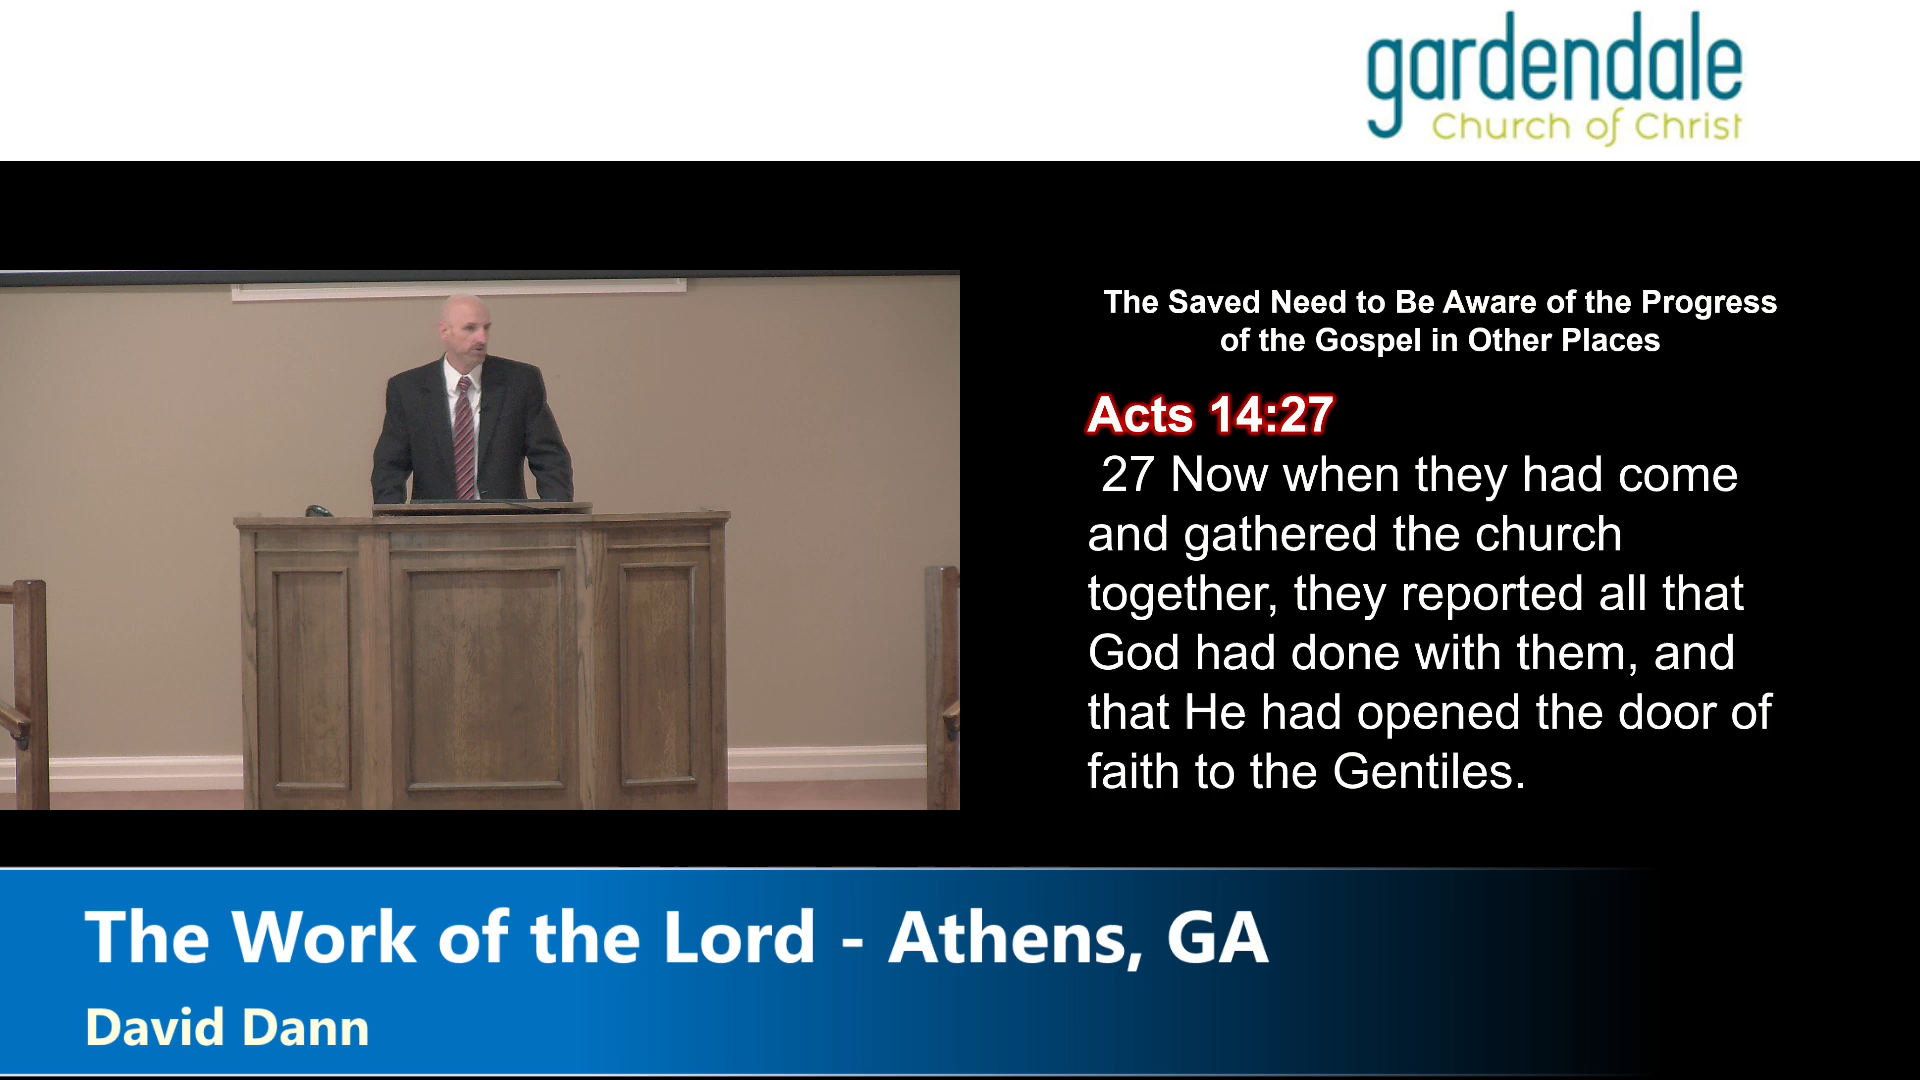 gardendale
Church of Christ
The Saved Need to Be Aware of the Progress
of the Gospel in Other Places
Acts 14:27
27 Now when they had come
and gathered the church
together, they reported all that
God had done with them, and
that He had opened the door of
faith to the Gentiles.
The Work of the Lord - Athens, GA
David Dann